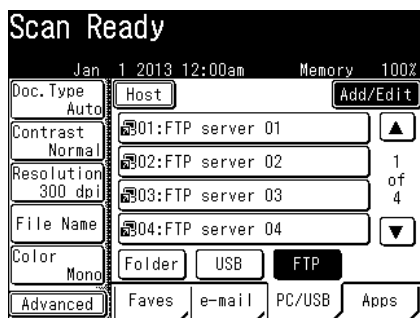 Scan Ready
Jan 1 2013 12:00am Memory 100%
Doc.Type
Auto
Contrast
Normal
Resolution
300 dpi
File Name
Color
Mono
Advanced
Host
Add/Edit
01:FTP server 01
02:FTP server 02
03:FTP server 03
04:FTP server 04
1
of
4
Folder USB FTP
Faves e-mail PC/USB Apps